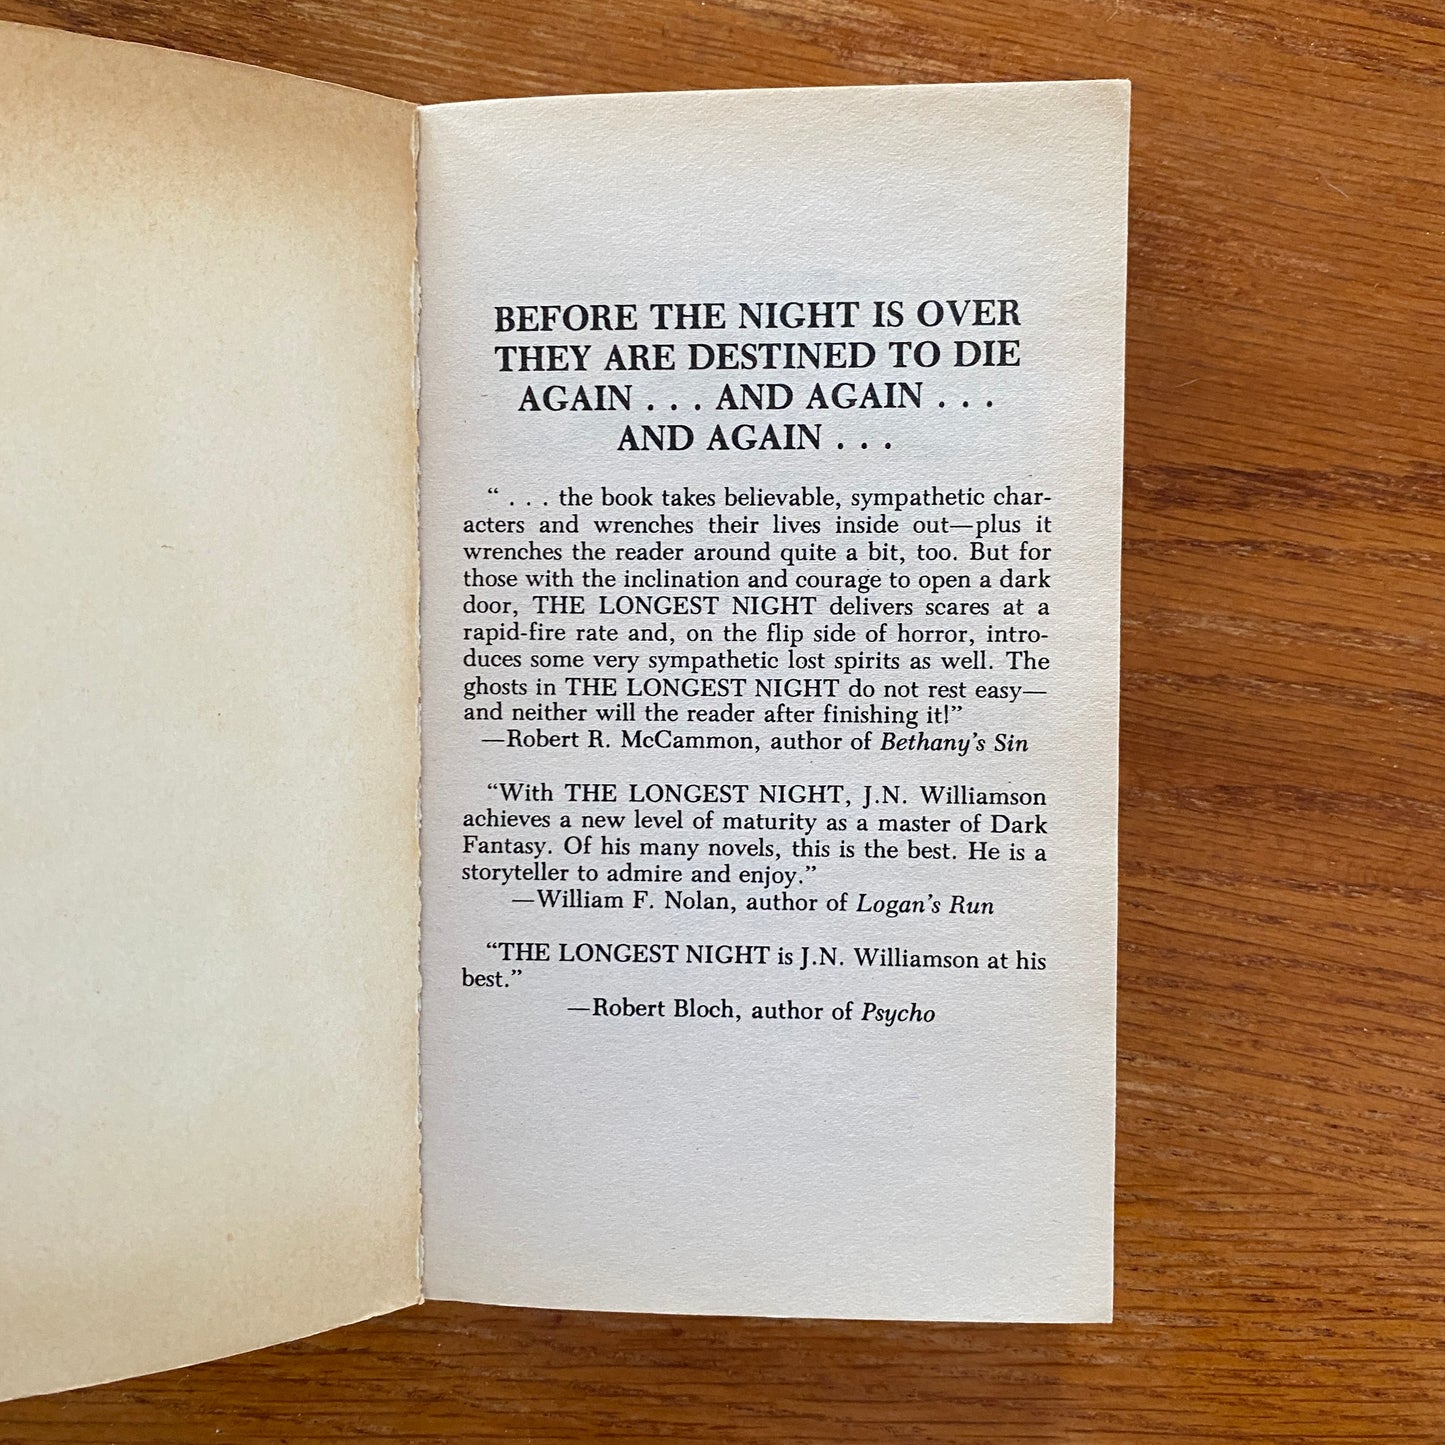 BEFORE THE NIGHT IS OVER
THEY ARE DESTINED TO DIE
AGAIN . . . AND AGAIN . . .
AND AGAIN . . .
“ . . . the book takes believable, sympathetic char-
acters and wrenches their lives inside out—plus it
wrenches the reader around quite a bit, too. But for
those with the inclination and courage to open a dark
door, THE LONGEST NIGHT delivers scares at a
rapid-fire rate and, on the flip side of horror, intro-
duces some very sympathetic lost spirits as well. The
ghosts in THE LONGEST NIGHT do not rest easy—
and neither will the reader after finishing it!”
—Robert R. McCammon, author of Bethany’s Sin
“With THE LONGEST NIGHT, J.N. Williamson
achieves a new level of maturity as a master of Dark
Fantasy. Of his many novels, this is the best. He is a
storyteller to admire and enjoy.”
—William F. Nolan, author of Logan’s Run
“THE LONGEST NIGHT is J.N. Williamson at his
best.”
—Robert Bloch, author of Psycho